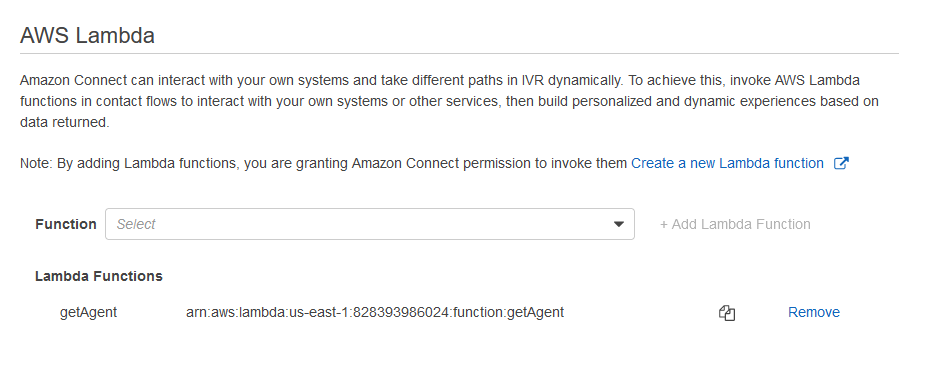 AWS Lambda
Amazon Connect can interact with your own systems and take different paths in IVR dynamically. To achieve this, invoke AWS Lambda
functions in contact flows to interact with your own systems or other services, then build personalized and dynamic experiences based on
data returned.
Note: By adding Lambda functions, you are granting Amazon Connect permission to invoke them Create a new Lambda function
Function Select + Add Lambda Function
Lambda Functions
getAgent arn:aws:lambda:us-east-1:828393986024:function:getAgent Remove